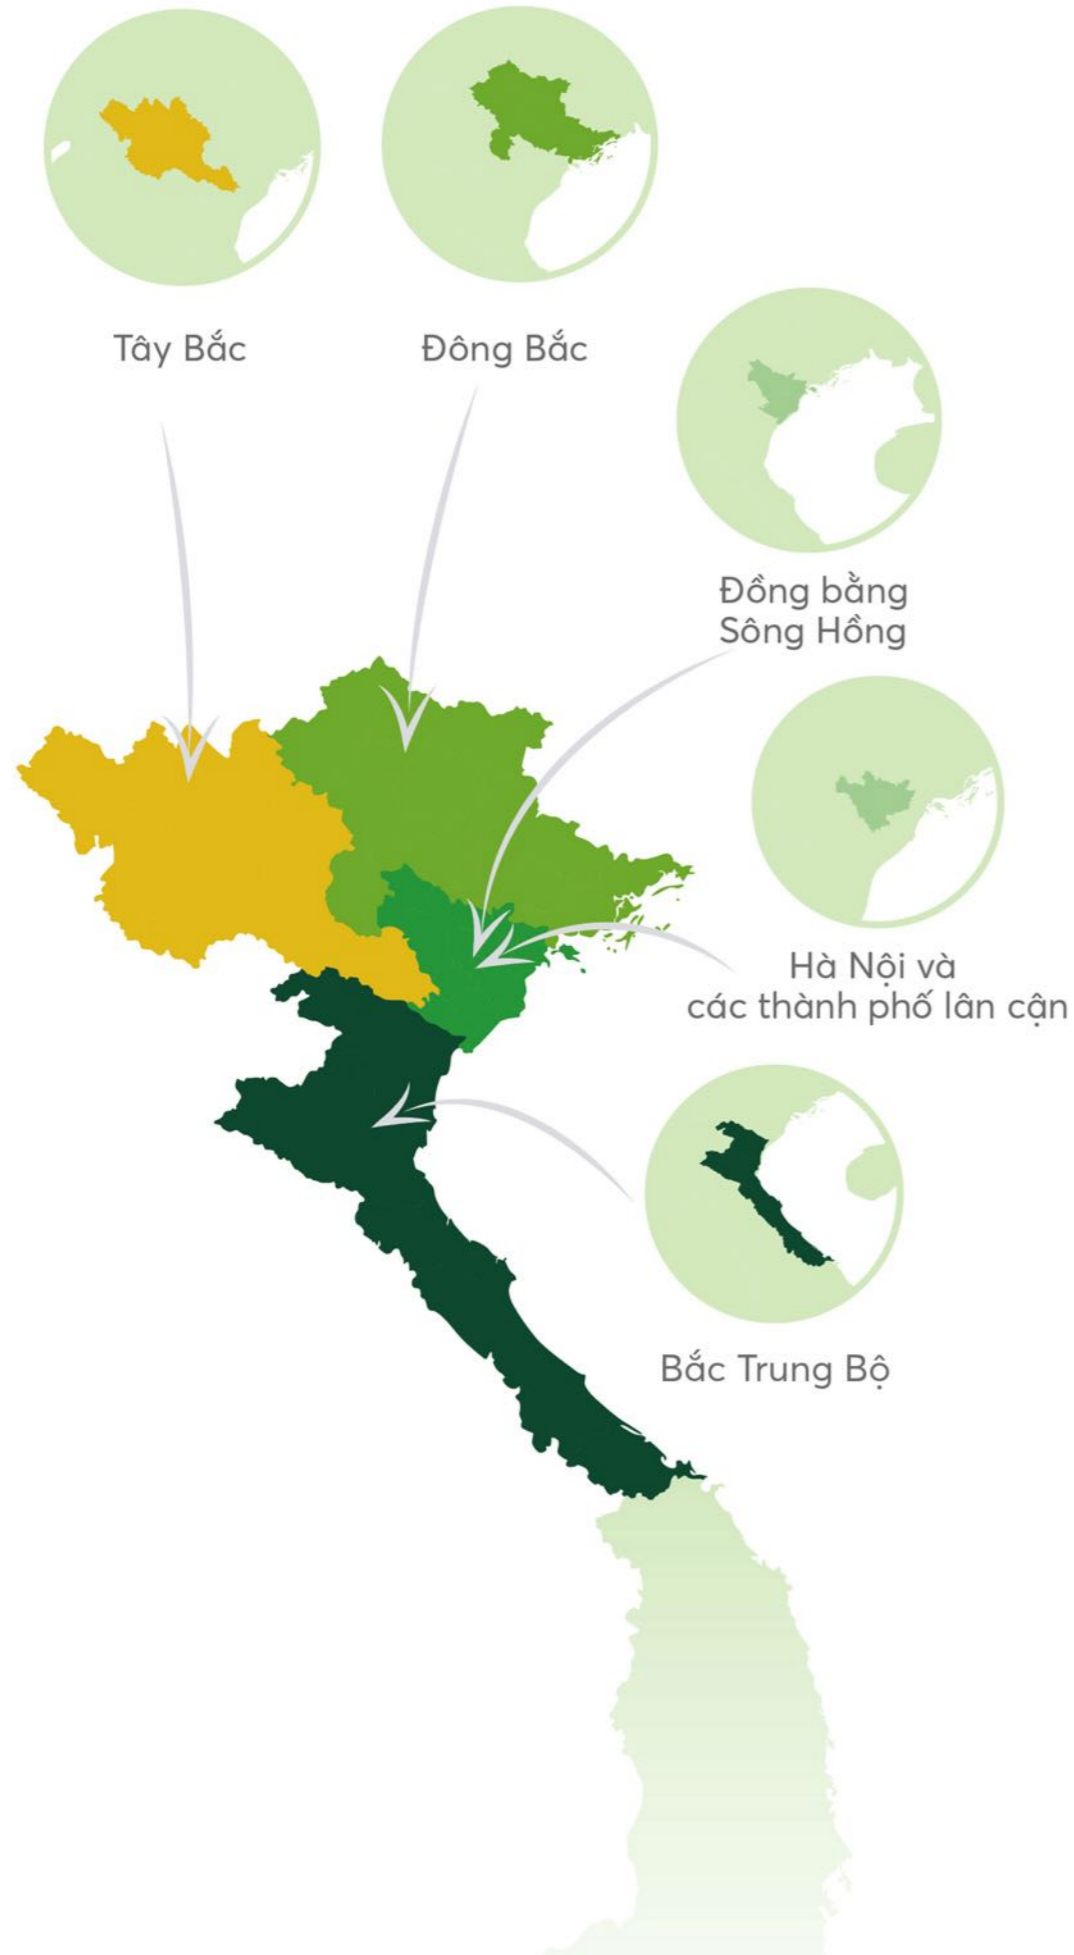 Tây Bắc
Đông Bắc
Đồng bằng
Sông Hồng
Hà Nội và
các thành phố lân cận
Bắc Trung Bộ